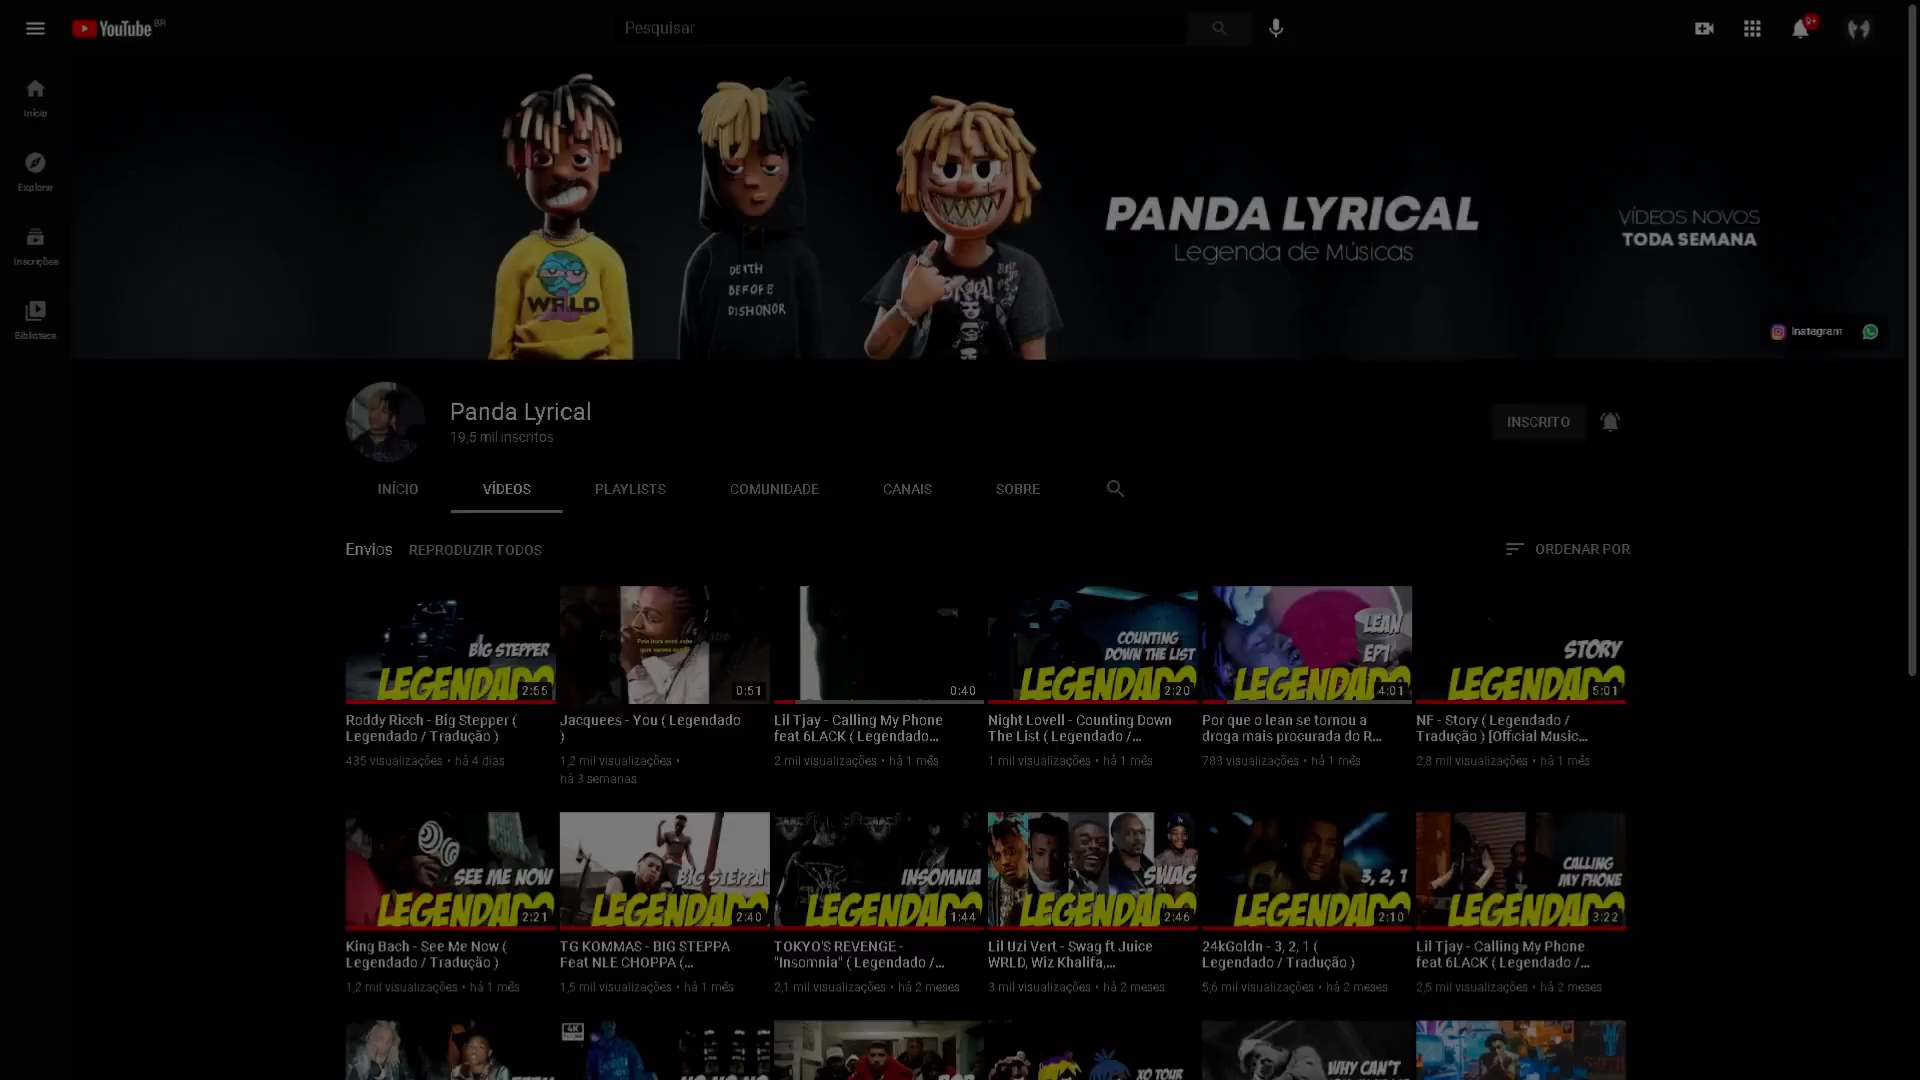 YouTube BR
Pesquisar
9+
Início
Explorar
Inscrições
Biblioteca
WRLD
DEATH
BEFORE
DISHONOR
PANDA LYRICAL
Legenda de Músicas
VÍDEOS NOVOS
TODA SEMANA
Instagram
Panda Lyrical
19,5 mil inscritos
INSCRITO
INÍCIO VÍDEOS PLAYLISTS COMUNIDADE CANAIS SOBRE
Envios REPRODUZIR TODOS
ORDENAR POR
BIG STEPPER
LEGENDADO
2:55
Roddy Ricch - Big Stepper (
Legendado / Tradução )
435 visualizações • há 4 dias
0:51
Jacquees - You ( Legendado
)
1,2 mil visualizações •
há 3 semanas
0:40
Lil Tjay - Calling My Phone
feat 6LACK ( Legendado...
2 mil visualizações • há 1 mês
COUNTING
DOWN THE LIST
LEGENDADO
2:20
Night Lovell - Counting Down
The List ( Legendado /...
1 mil visualizações • há 1 mês
LEAN
EP1
LEGENDADO
4:01
Por que o lean se tornou a
droga mais procurada do R...
783 visualizações • há 1 mês
STORY
LEGENDADO
5:01
NF - Story ( Legendado /
Tradução ) [Official Music...
2,8 mil visualizações • há 1 mês
SEE ME NOW
LEGENDADO
2:21
King Bach - See Me Now (
Legendado / Tradução )
1,2 mil visualizações • há 1 mês
BIG STEPPA
LEGENDADO
2:40
TG KOMMAS - BIG STEPPA
Feat NLE CHOPPA (...
1,5 mil visualizações • há 1 mês
INSOMNIA
LEGENDADO
1:44
TOKYO'S REVENGE -
"Insomnia" ( Legendado /...
2,1 mil visualizações • há 2 meses
SWAG
LEGENDADO
2:46
Lil Uzi Vert - Swag ft Juice
WRLD, Wiz Khalifa,...
3 mil visualizações • há 2 meses
3, 2, 1
LEGENDADO
2:10
24kGoldn - 3, 2, 1 (
Legendado / Tradução )
5,6 mil visualizações • há 2 meses
CALLING
MY PHONE
LEGENDADO
3:22
Lil Tjay - Calling My Phone
feat 6LACK ( Legendado /...
2,5 mil visualizações • há 2 meses
4K
XO TOUR
WHY CAN'T